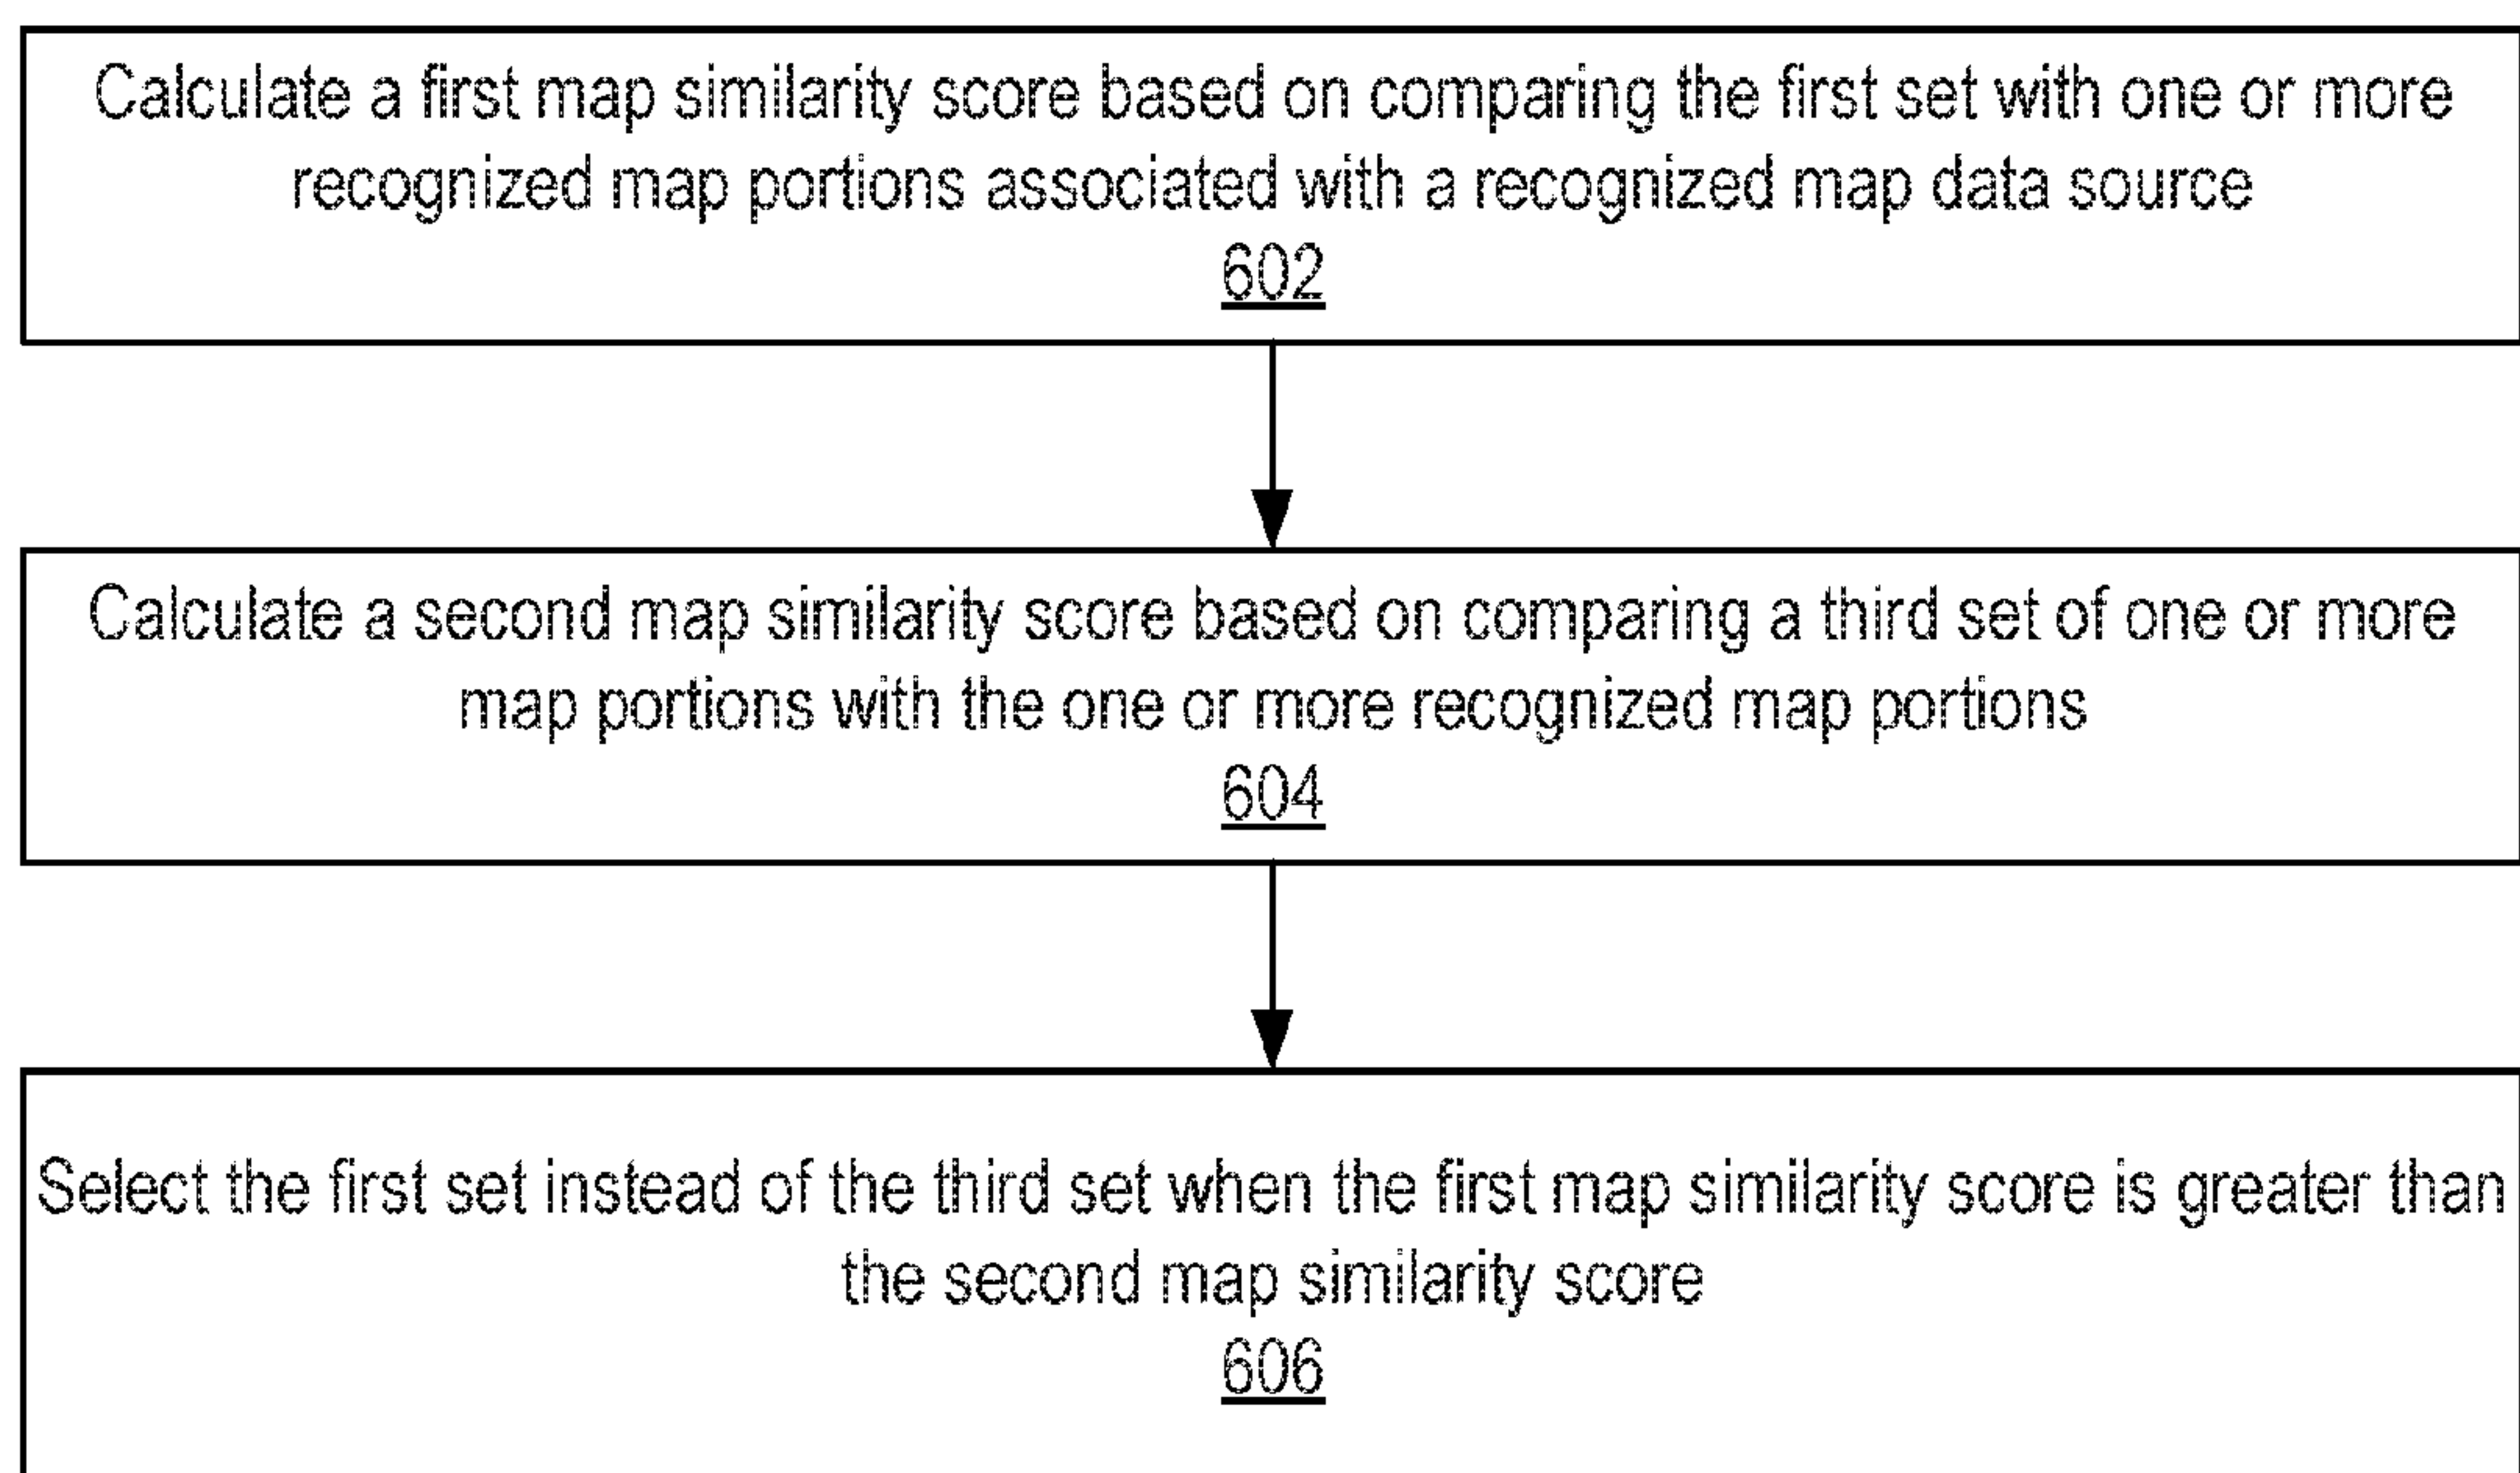 Calculate a first map similarity score based on comparing the first set with one or more
recognized map portions associated with a recognized map data source
602
Calculate a second map similarity score based on comparing a third set of one or more
map portions with the one or more recognized map portions
604
Select the first set instead of the third set when the first map similarity score is greater than
the second map similarity score
606